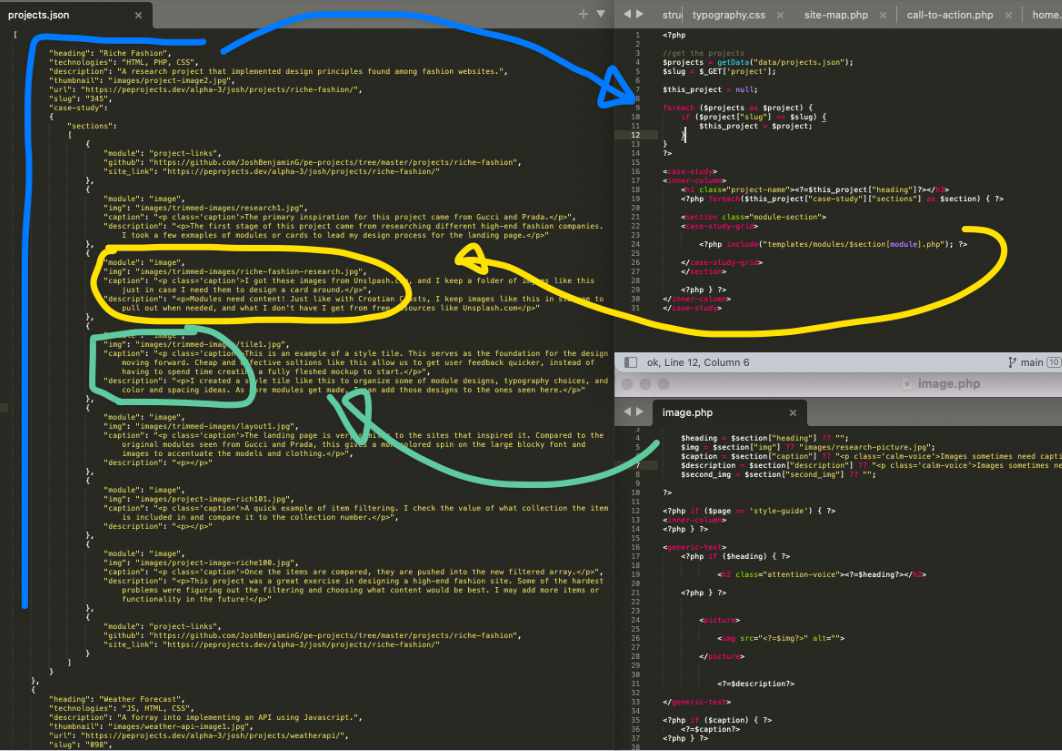 projects.json
[
"heading": "Riche Fashion",
"technologies": "HTML, PHP, CSS",
"description": "A research project that implemented design principles found among fashion websites.",
"thumbnail": "images/project-image2.jpg",
"url": "https://peprojects.dev/alpha-3/josh/projects/riche-fashion/",
"slug": "345",
"case-study":
{
"sections":
[
{
"module": "project-links",
"github": "https://github.com/JoshBenjaminG/pe-projects/tree/master/projects/riche-fashion",
"site_link": "https://peprojects.dev/alpha-3/josh/projects/riche-fashion/"
},
{
"module": "image",
"img": "images/trimmed-images/research1.jpg",
"caption": "<p class='caption'>The primary inspiration for this project came from Gucci and Prada.</p>",
"description": "<p>The first stage of this project came from researching different high-end fashion companies.
I took a few exmaples of modules or cards to lead my design process for the landing page.</p>"
},
{
"module": "image",
"img": "images/trimmed-images/riche-fashion-research.jpg",
"caption": "<p class='caption'>I got these images from Unslpash.com, and I keep a folder of images like this
just in case I need them to design a card around.</p>",
"description": "<p>Modules need content! Just like with Croatian Coasts, I keep images like this in storage to
pull out when needed, and what I don't have I get from free resources like Unsplash.com</p>"
},
{
"module": "image",
"img": "images/trimmed-images/tile1.jpg",
"caption": "<p class='caption'>This is an example of a style tile. This serves as the foundation for the design
moving forward. Cheap and effective soltions like this allow us to get user feedback quicker, instead of
having to spend time creating a fully fleshed mockup to start.</p>",
"description": "<p>I created a style tile like this to organize some of module designs, typography choices, and
color and spacing ideas. As more modules get made, I can add those designs to the ones seen here.</p>"
},
{
"module": "image",
"img": "images/trimmed-images/layout1.jpg",
"caption": "<p class='caption'>The landing page is very to the sites that inspired it. Compared to the
original modules seen from Gucci and Prada, this gives a more colored spin on the large blocky font and
images to accentuate the models and clothing.</p>",
"description": "<p></p>"
},
{
"module": "image",
"img": "images/trimmed-images/project-image-rich101.jpg",
"caption": "<p class='caption'>A quick example of item filtering. I check the value of what collection the item
is included in and compare it to the collection number.</p>",
"description": "<p></p>"
},
{
"module": "image",
"img": "images/trimmed-images/project-image-riche100.jpg",
"caption": "<p class='caption'>Once the items are compared, they are pushed into the new filtered array.</p>",
"description": "<p>This project was a great exercise in designing a high-end fashion site. Some of the hardest
problems were figuring out the filtering and choosing what content would be best. I may add more items or
functionality in the future!</p>"
},
{
"module": "project-links",
"github": "https://github.com/JoshBenjaminG/pe-projects/tree/master/projects/riche-fashion",
"site_link": "https://peprojects.dev/alpha-3/josh/projects/riche-fashion/"
}
]
}
},
{
"heading": "Weather Forecast",
"technologies": "JS, HTML, CSS",
"description": "A forray into implementing an API using Javascript.",
"thumbnail": "images/weather-api-image1.jpg",
"url": "https://peprojects.dev/alpha-3/josh/projects/weatherapi/",
"slug": "098",
stru typography.css site-map.php call-to-action.php home.
1 <?php
2
3 //get the projects
4 $projects = getData("data/projects.json");
5 $slug = $_GET['project'];
6
7 $this_project = null;
8
9 foreach ($projects as $project) {
10 if ($project["slug"] == $slug) {
11 $this_project = $project;
12 }
13 }
14 ?>
15
16 <case-study>
17 <inner-column>
18 <h1 class="project-name"><?=$this_project["heading"]?></h1>
19 <?php foreach($this_project["case-study"]["sections"] as $section) { ?>
20
21 <section class="module-section">
22 <case-study-grid>
23
24 <?php include("templates/modules/$section[module].php"); ?>
25
26 </case-study-grid>
27 </section>
28
29 <?php } ?>
30 </inner-column>
31 </case-study>
ok, Line 12, Column 6
main 10
image.php
image.php
3
4 $heading = $section["heading"] ?? "";
5 $img = $section["img"] ?? "images/research-picture.jpg";
6 $caption = $section["caption"] ?? "<p class='calm-voice'>Images sometimes need capti
7 $description = $section["description"] ?? "<p class='calm-voice'>Images sometimes ne
8 $second_img = $section["second_img"] ?? "";
9
10 ?>
11
12 <?php if ($page == 'style-guide') { ?>
13 <inner-column>
14 <?php } ?>
15
16 <generic-text>
17 <?php if ($heading) { ?>
18
19 <h2 class="attention-voice"><?=$heading?></h2>
20
21 <?php } ?>
22
23
24 <picture>
25
26 <img src="<?=$img?>" alt="">
27
28 </picture>
29
30
31 <?=$description?>
32
33 </generic-text>
34
35 <?php if ($caption) { ?>
36 <?=$caption?>
37 <?php } ?>
38